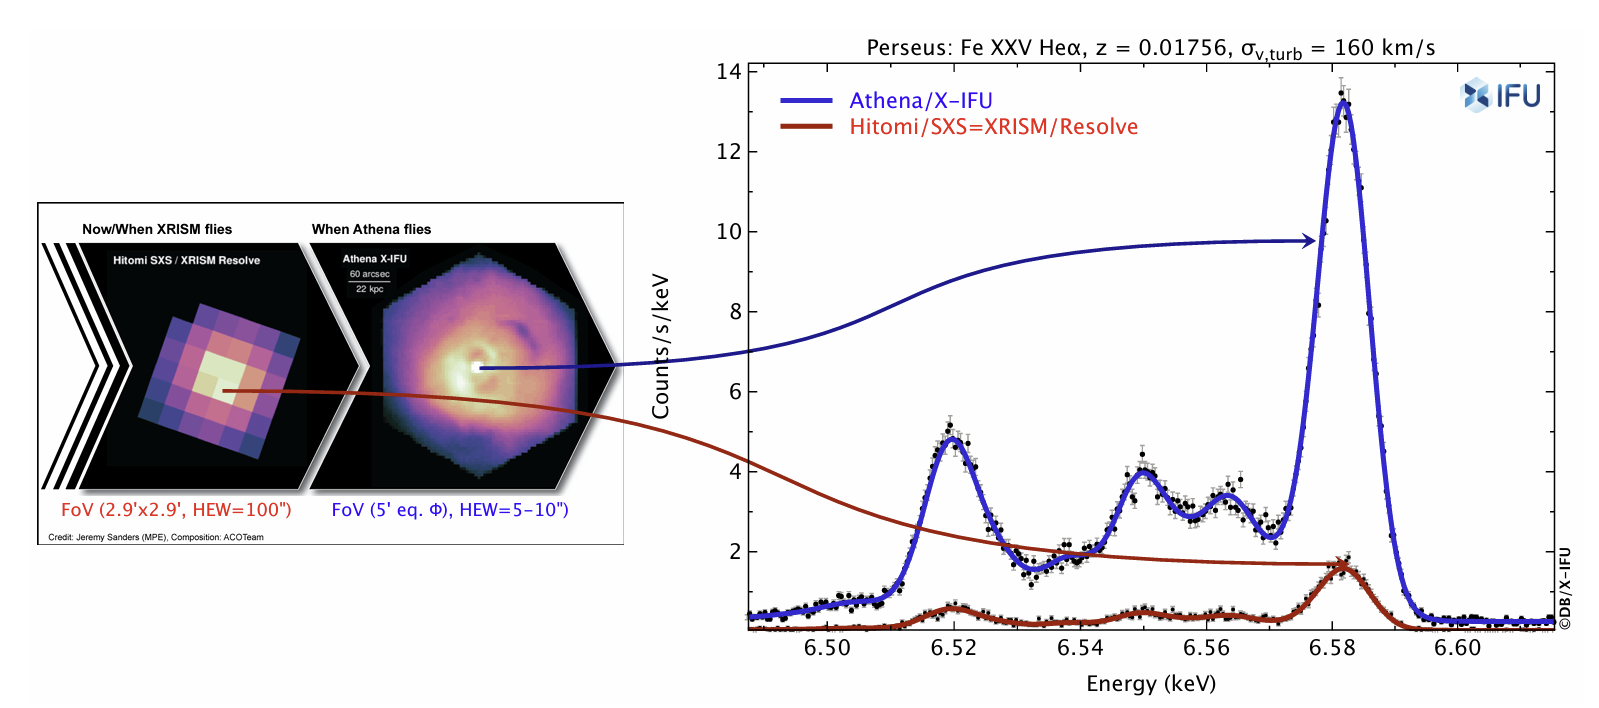 Perseus: Fe XXV Heα, z = 0.01756, σv,turb = 160 km/s
Athena/X-IFU
Hitomi/SXS=XRISM/Resolve
X IFU
Counts/s/keV
14
12
10
8
6
4
2
6.50 6.52 6.54 6.56 6.58 6.60
Energy (keV)
©DB/X-IFU
Now/When XRISM flies
When Athena flies
Hitomi SXS / XRISM Resolve
Athena X-IFU
60 arcsec
22 kpc
FoV (2.9'x2.9', HEW=100")
FoV (5' eq. Φ), HEW=5-10")
Credit: Jeremy Sanders (MPE), Composition: ACOTeam